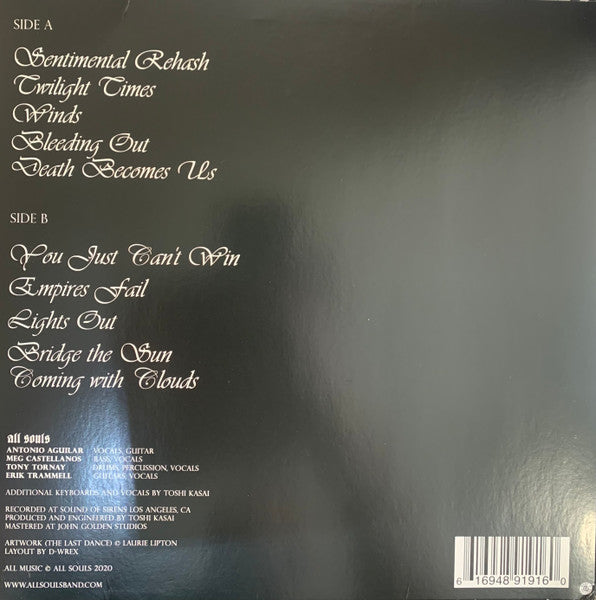 SIDE A
Sentimental Rehash
Twilight Times
Winds
Bleeding Out
Death Becomes Us
SIDE B
You Just Can't Win
Empires Fail
Lights Out
Bridge the Sun
Coming with Clouds
all souls
ANTONIO AGUILAR VOCALS, GUITAR
MEG CASTELLANOS BASS, VOCALS
TONY TORNAY DRUMS, PERCUSSION, VOCALS
ERIK TRAMMELL GUITARS, VOCALS
ADDITIONAL KEYBOARDS AND VOCALS BY TOSHI KASAI
RECORDED AT SOUND OF SIRENS LOS ANGELES, CA
PRODUCED AND ENGINEERED BY TOSHI KASAI
MASTERED AT JOHN GOLDEN STUDIOS
ARTWORK (THE LAST DANCE) © LAURIE LIPTON
LAYOUT BY D-WREX
ALL MUSIC © ALL SOULS 2020
WWW.ALLSOULSBAND.COM
6 16948 91916 0